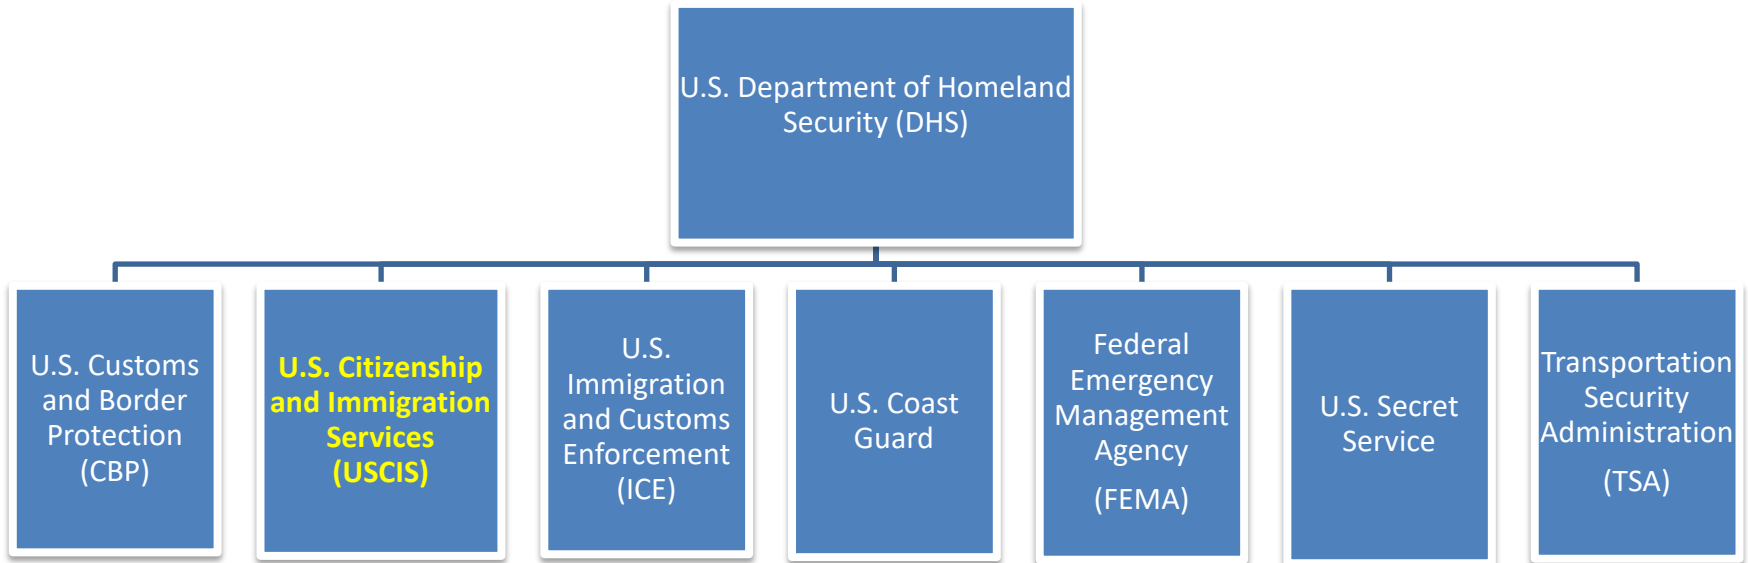 U.S. Department of Homeland
Security (DHS)
U.S. Customs
and Border
Protection
(CBP)
U.S. Citizenship
and Immigration
Services
(USCIS)
U.S.
Immigration
and Customs
Enforcement
(ICE)
U.S. Coast
Guard
Federal
Emergency
Management
Agency
(FEMA)
U.S. Secret
Service
Transportation
Security
Administration
(TSA)